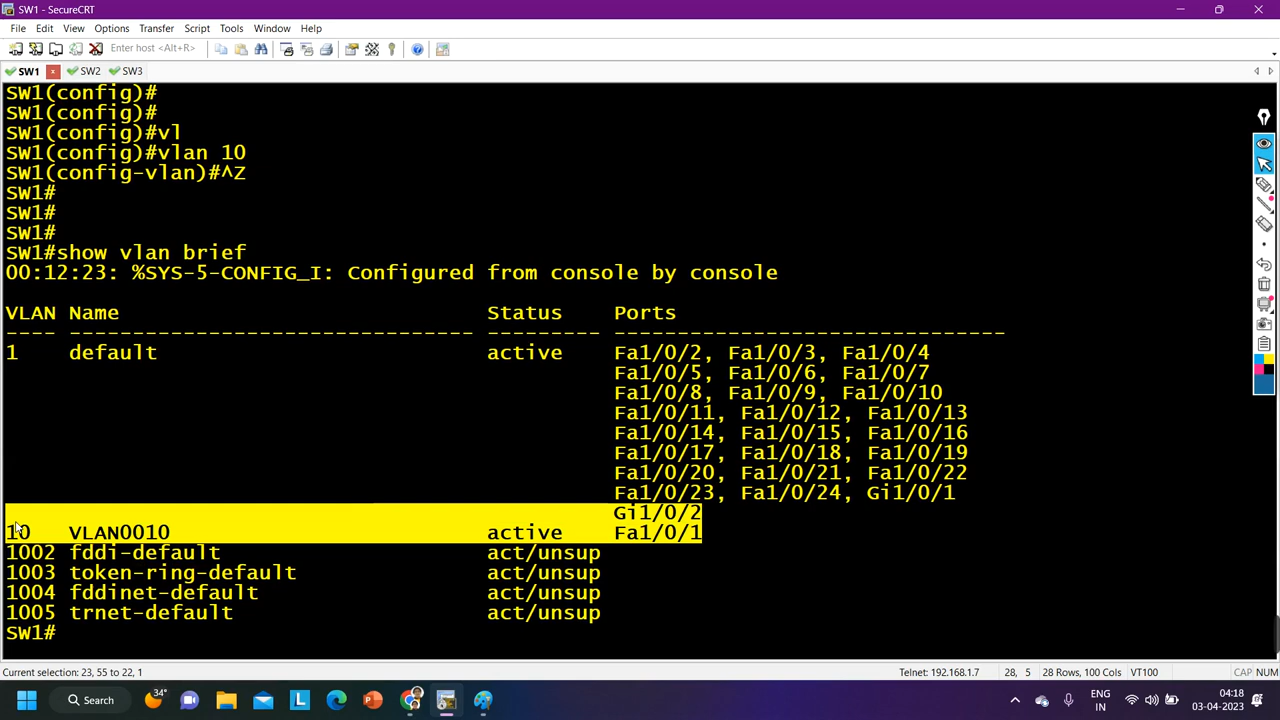 SW1 - SecureCRT
File Edit View Options Transfer Script Tools Window Help
Enter host <Alt+R>
SW1 x SW2 SW3
SW1(config)#
SW1(config)#
SW1(config)#vl
SW1(config)#vlan 10
SW1(config-vlan)#^Z
SW1#
SW1#
SW1#
SW1#show vlan brief
00:12:23: %SYS-5-CONFIG_I: Configured from console by console
VLAN Name Status Ports
---- -------------------------------- --------- -------------------------------
1 default active Fa1/0/2, Fa1/0/3, Fa1/0/4
Fa1/0/5, Fa1/0/6, Fa1/0/7
Fa1/0/8, Fa1/0/9, Fa1/0/10
Fa1/0/11, Fa1/0/12, Fa1/0/13
Fa1/0/14, Fa1/0/15, Fa1/0/16
Fa1/0/17, Fa1/0/18, Fa1/0/19
Fa1/0/20, Fa1/0/21, Fa1/0/22
Fa1/0/23, Fa1/0/24, Gi1/0/1
Gi1/0/2
10 VLAN0010 active Fa1/0/1
1002 fddi-default act/unsup
1003 token-ring-default act/unsup
1004 fddinet-default act/unsup
1005 trnet-default act/unsup
SW1#
Current selection: 23, 55 to 22, 1 Telnet: 192.168.1.7 28, 5 28 Rows, 100 Cols VT100 CAP NUM
Search 34° ENG 04:18
IN 03-04-2023